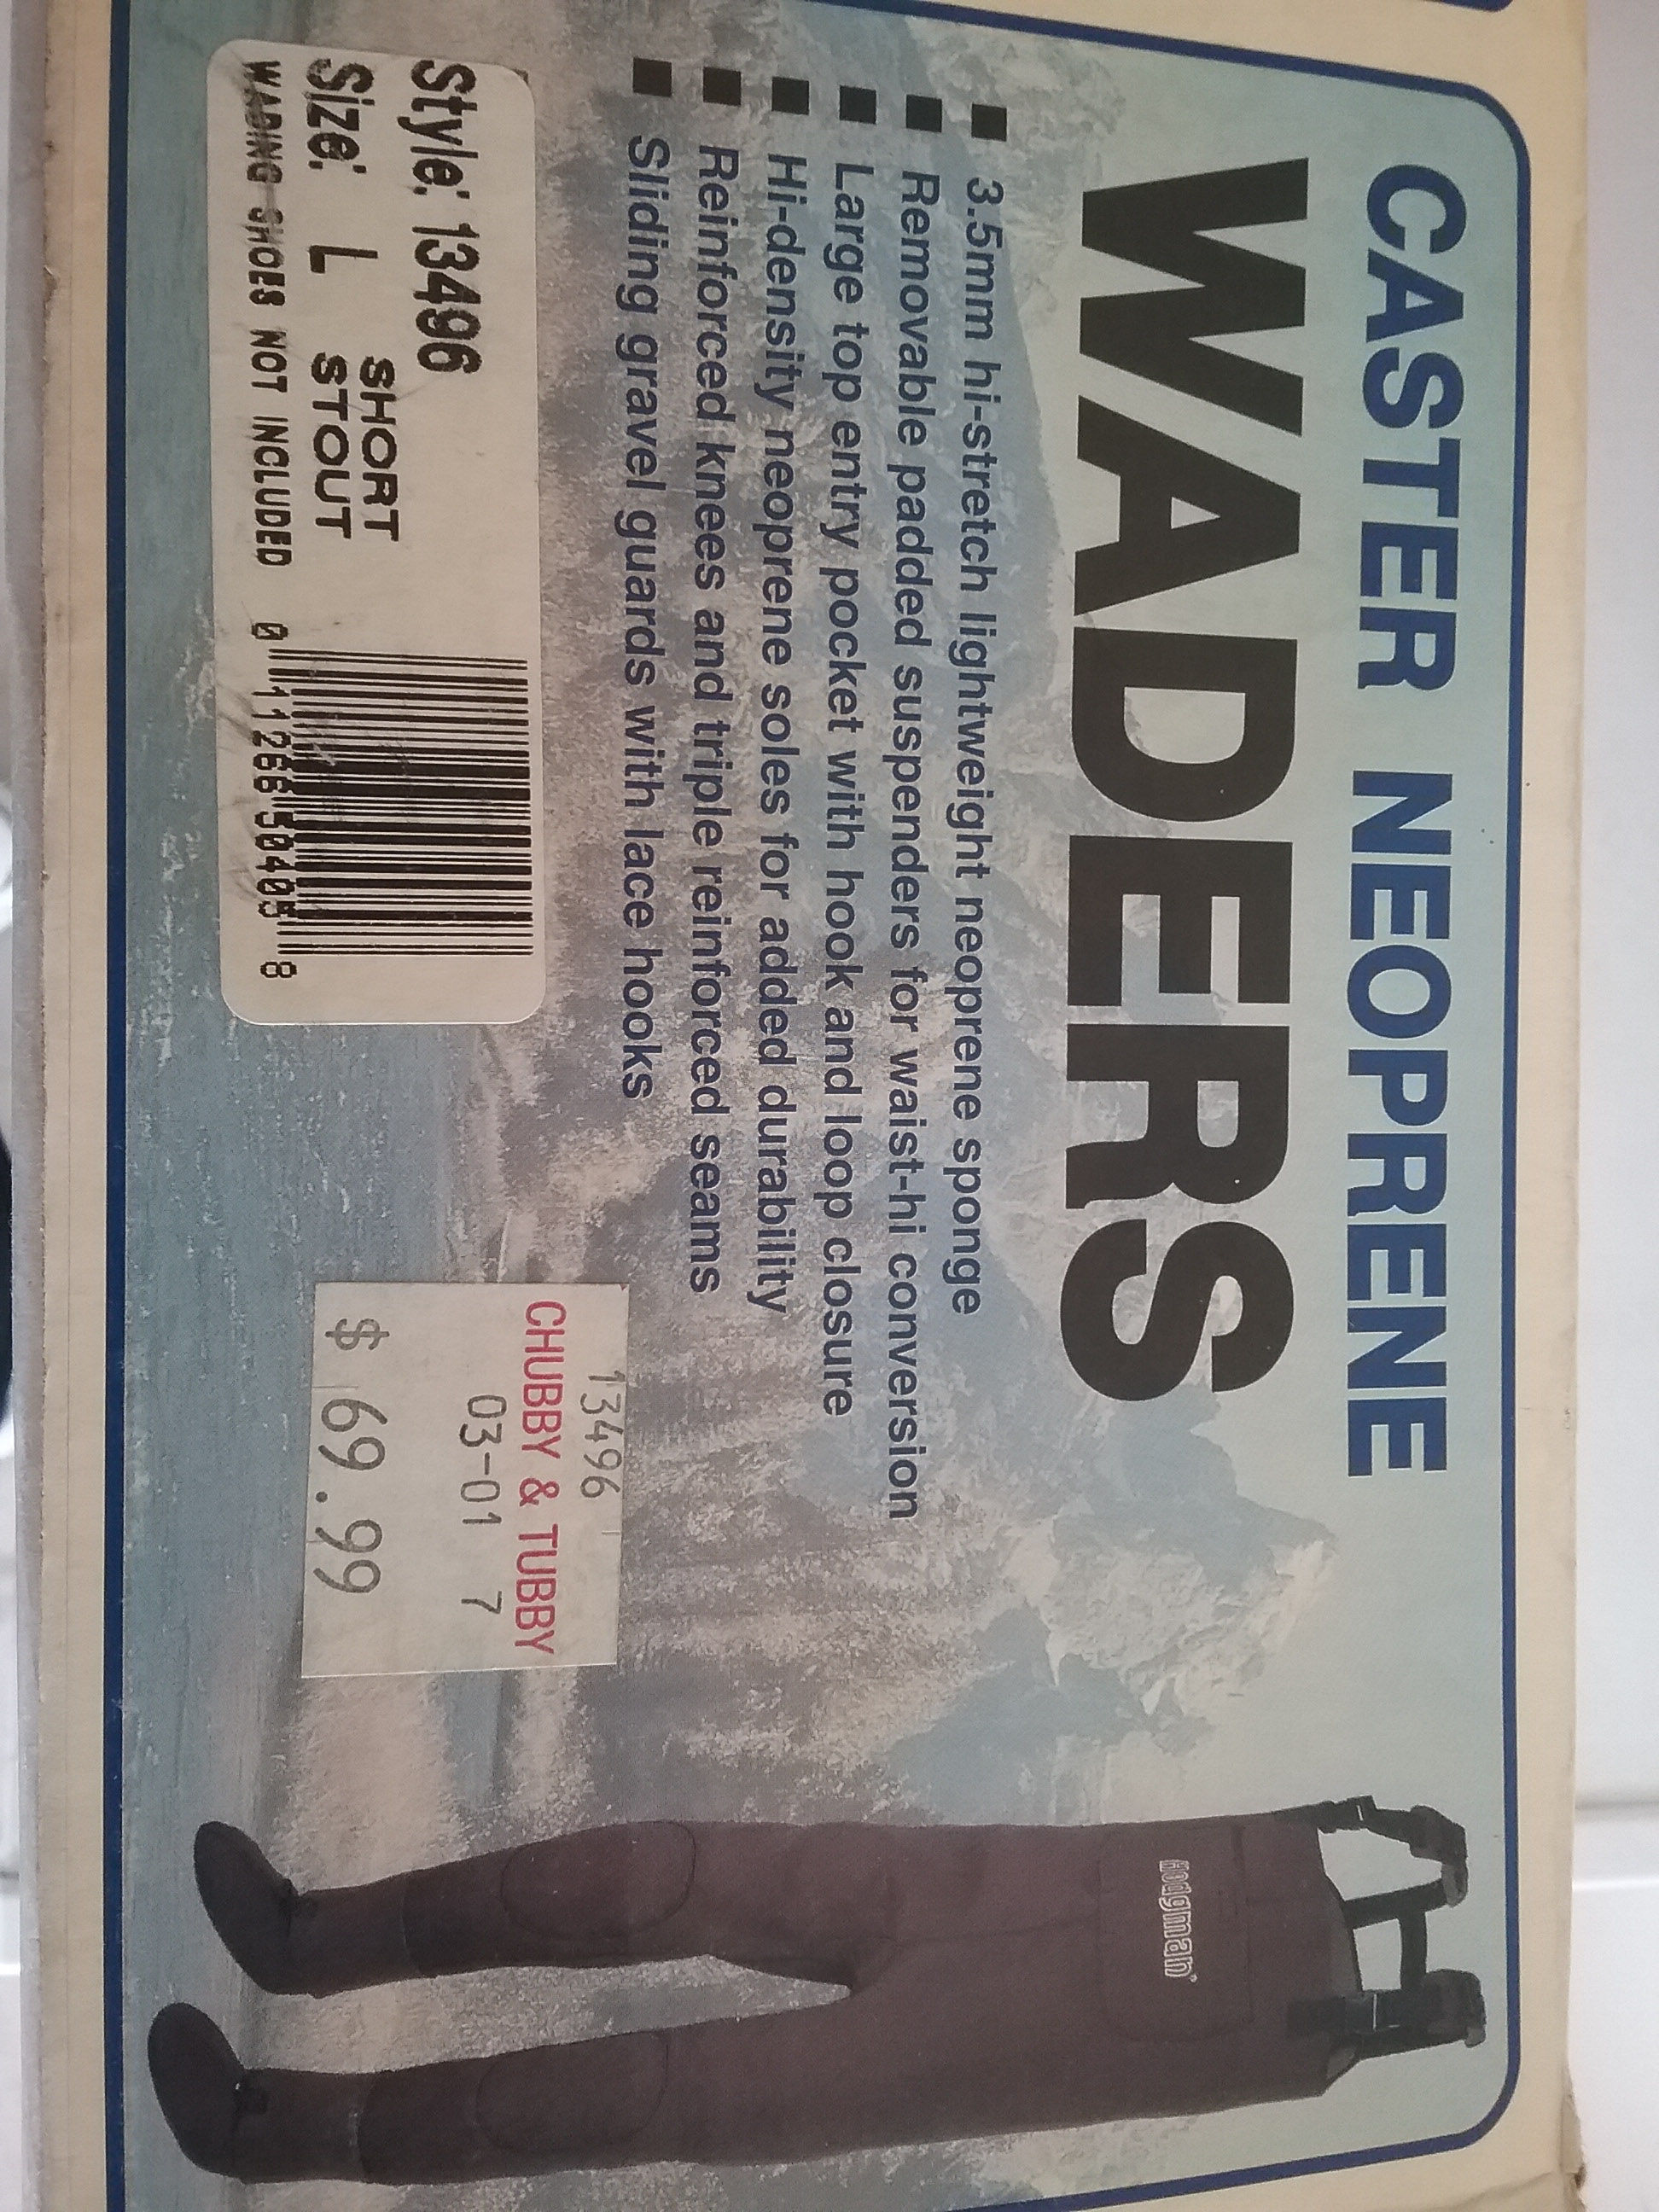 CASTER NEOPRENE
WADERS
■ 3.5mm hi-stretch lightweight neoprene sponge
■ Removable padded suspenders for waist-hi conversion
■ Large top entry pocket with hook and loop closure
■ Hi-density neoprene soles for added durability
■ Reinforced knees and triple reinforced seams
■ Sliding gravel guards with lace hooks
Style: 13496
Size: L SHORT STOUT
WADING SHOES NOT INCLUDED
0 11266 50405 8
13496
CHUBBY & TUBBY
03-01 7
$ 69.99
hodgman